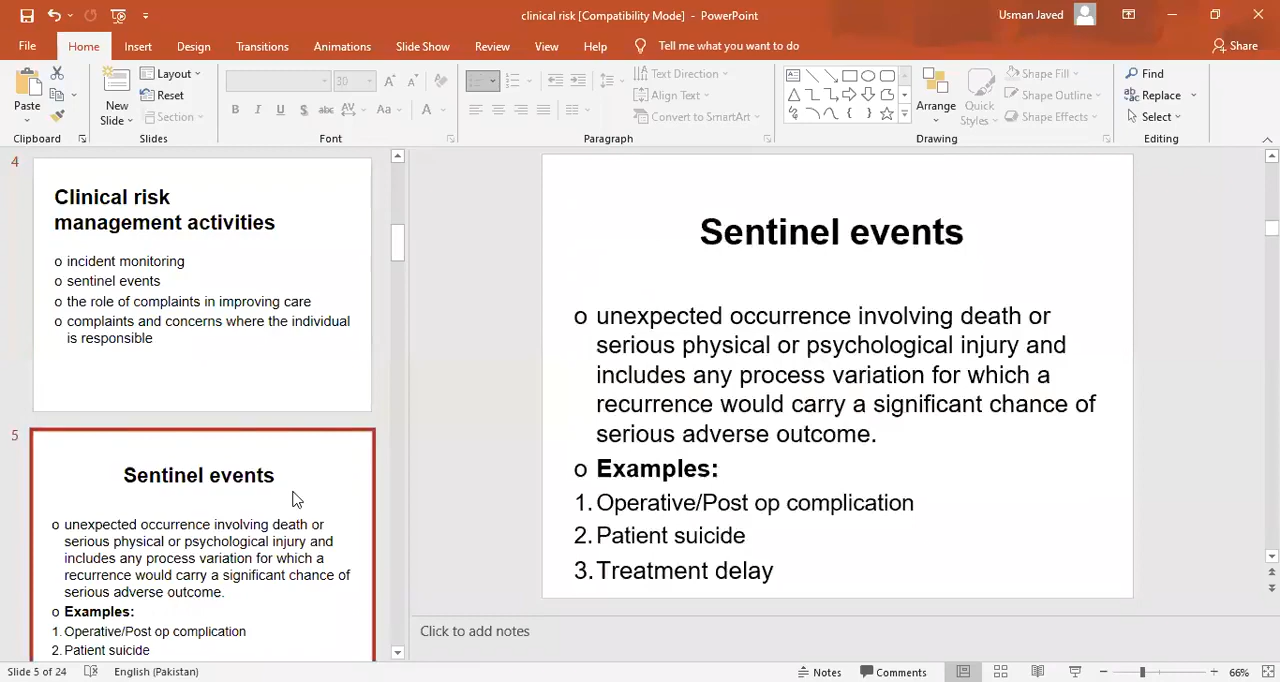 clinical risk [Compatibility Mode] - PowerPoint
Usman Javed
File Home Insert Design Transitions Animations Slide Show Review View Help Tell me what you want to do Share
Paste
New Slide
Layout
Reset
Section
30
B I U S abc AV Aa A
Text Direction
Align Text
Convert to SmartArt
Arrange
Quick Styles
Shape Fill
Shape Outline
Shape Effects
Find
Replace
Select
Clipboard Slides Font Paragraph Drawing Editing
4
Clinical risk
management activities
o incident monitoring
o sentinel events
o the role of complaints in improving care
o complaints and concerns where the individual
is responsible
5
Sentinel events
o unexpected occurrence involving death or
serious physical or psychological injury and
includes any process variation for which a
recurrence would carry a significant chance of
serious adverse outcome.
o Examples:
1. Operative/Post op complication
2. Patient suicide
Sentinel events
o unexpected occurrence involving death or
serious physical or psychological injury and
includes any process variation for which a
recurrence would carry a significant chance of
serious adverse outcome.
o Examples:
1. Operative/Post op complication
2. Patient suicide
3. Treatment delay
Click to add notes
Slide 5 of 24 English (Pakistan) Notes Comments 66%